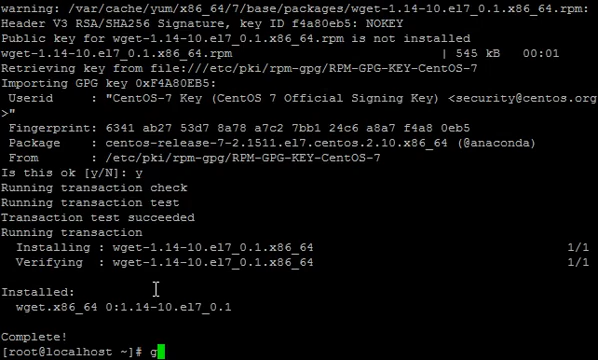 warning: /var/cache/yum/x86_64/7/base/packages/wget-1.14-10.el7_0.1.x86_64.rpm:
Header V3 RSA/SHA256 Signature, key ID f4a80eb5: NOKEY
Public key for wget-1.14-10.el7_0.1.x86_64.rpm is not installed
wget-1.14-10.el7_0.1.x86_64.rpm | 545 kB 00:01
Retrieving key from file:///etc/pki/rpm-gpg/RPM-GPG-KEY-CentOS-7
Importing GPG key 0xF4A80EB5:
Userid : "CentOS-7 Key (CentOS 7 Official Signing Key) <security@centos.org
>"
Fingerprint: 6341 ab27 53d7 8a78 a7c2 7bb1 24c6 a8a7 f4a8 0eb5
Package : centos-release-7-2.1511.el7.centos.2.10.x86_64 (@anaconda)
From : /etc/pki/rpm-gpg/RPM-GPG-KEY-CentOS-7
Is this ok [y/N]: y
Running transaction check
Running transaction test
Transaction test succeeded
Running transaction
Installing : wget-1.14-10.el7_0.1.x86_64 1/1
Verifying : wget-1.14-10.el7_0.1.x86_64 1/1
Installed:
wget.x86_64 0:1.14-10.el7_0.1
Complete!
[root@localhost ~]# g